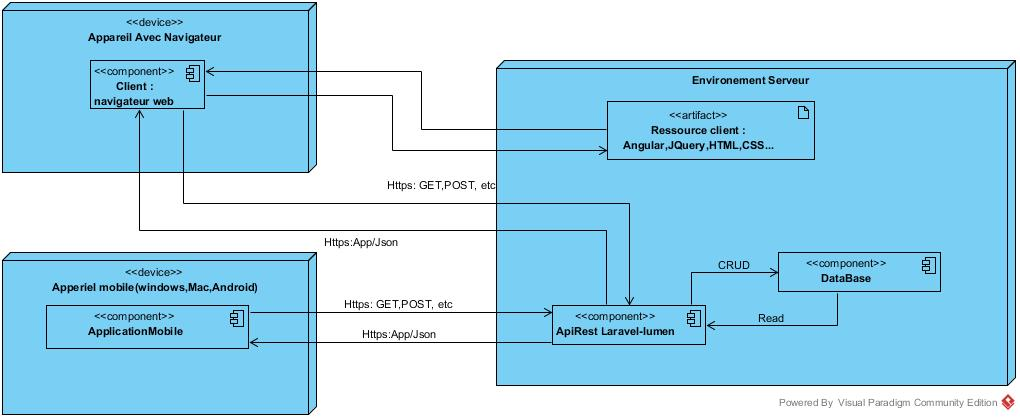 <<device>>
Appareil Avec Navigateur
<<component>>
Client :
navigateur web
Environement Serveur
<<artifact>>
Ressource client :
Angular,JQuery,HTML,CSS...
Https: GET,POST, etc
Https:App/Json
<<device>>
Apperiel mobile(windows,Mac,Android)
<<component>>
ApplicationMobile
Https: GET,POST, etc
Https:App/Json
CRUD
<<component>>
DataBase
<<component>>
ApiRest Laravel-lumen
Read
Powered By Visual Paradigm Community Edition